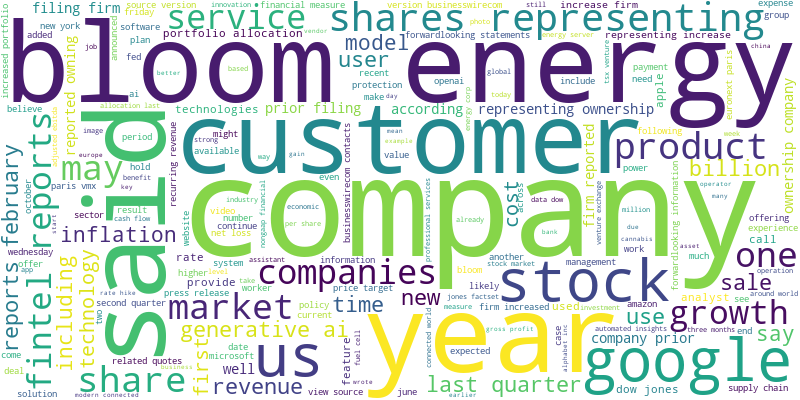 increased portfolio
filing firm
new york
source version
friday
innovation
financial measure
version businesswirecom
still
increase firm
photo
expense
group
service
shares representing
added
software
portfolio allocation
vendor
forwardlooking statements
energy server
representing increase
announced
job
plan
fed
model
user
recent
openai
include
tsx venture
payment
need
china
bloom energy
better
based
protection
global
apple
euronext paris
believe
ai
make
day
today
allocation last
technologies
prior filing
according
representing ownership
reported owning
adjusted ebitda
image
period
strong
might
mean
example
energy corp
following
week
ownership company
europe
said
customer
product
available
way
gain
value
power
fintel reports
may
hold
even
billion
october
paris vmx
benefit
key
recurring revenue
businesswirecom contacts
professional services
cost
across
data dow
venture exchange
firm reported
forwardlooking information
operator
many
reports february
sector
result
cash flow
website
industry
economic
per share
already
million
due
cannabis
offering
experience
inflation
continue
video
number
net loss
nongaap financial
company
bank
work
call
start
wednesday
system
another
asset
much
one
offer
app
rate
higher
level
assistant
information
stock market
management
operation
including
technology
provide
companies
stock
sale
come
second quarter
press release
take
worker
price target
likely
jones factset
amazon
analyst
see
around world
two
rate hike
market
time
new
measure
firm increased
used
investment
use
growth
deal
generative ai
policy
current
gross profit
connected world
automated insights
three months
end
say
first
date
microsoft
us
feature
fuel cell
year
expected
case
alphabet inc
company prior
related quotes
business
well
google
solution
share
revenue
view source
wrote
june
last quarter
dow jones
supply chain
modern connected
earlier
bloom